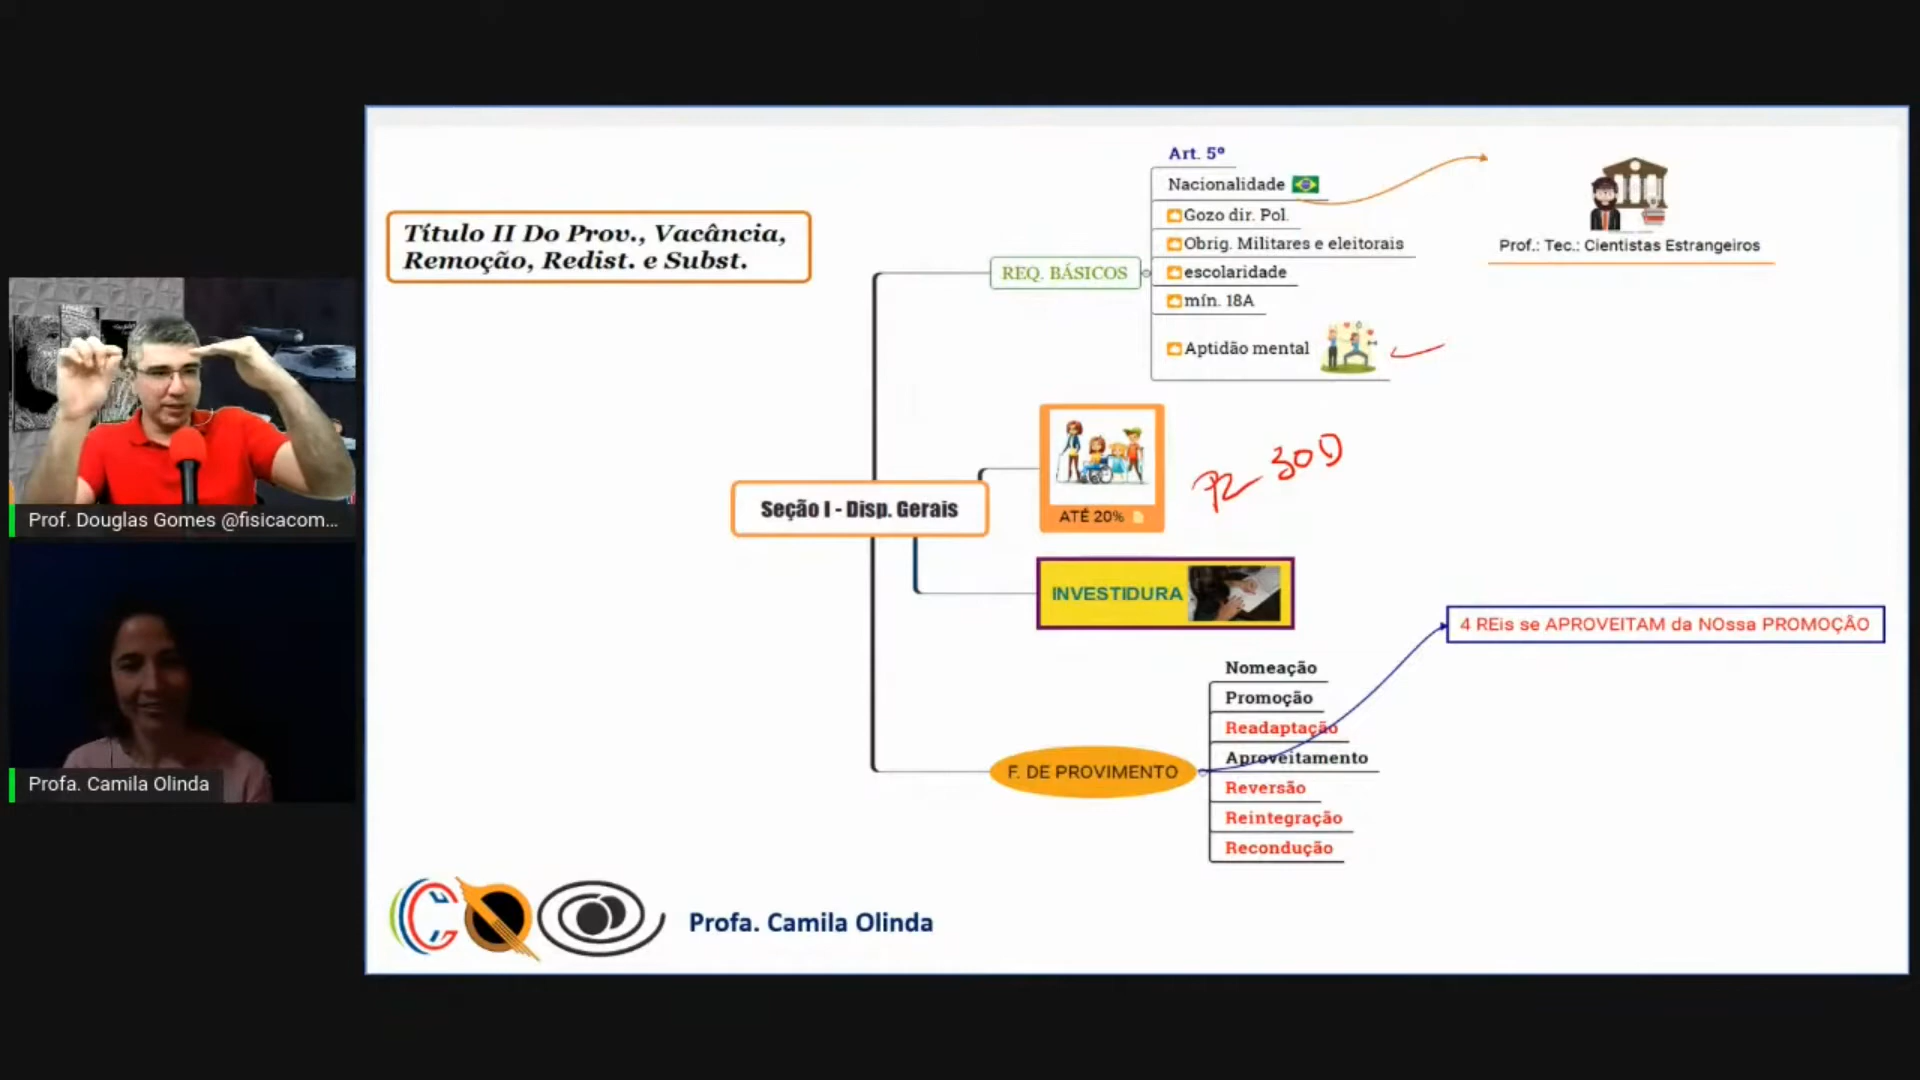 Título II Do Prov., Vacância,
Remoção, Redist. e Subst.
Art. 5º
Nacionalidade
Gozo dir. Pol.
Obrig. Militares e eleitorais
escolaridade
mín. 18A
Aptidão mental
REQ. BÁSICOS
Prof.: Tec.: Cientistas Estrangeiros
Seção I - Disp. Gerais
ATÉ 20%
30D
INVESTIDURA
F. DE PROVIMENTO
Nomeação
Promoção
Readaptação
Aproveitamento
Reversão
Reintegração
Recondução
4 REis se APROVEITAM da NOssa PROMOÇÃO
Prof. Douglas Gomes @fisicacom...
Profa. Camila Olinda
Profa. Camila Olinda